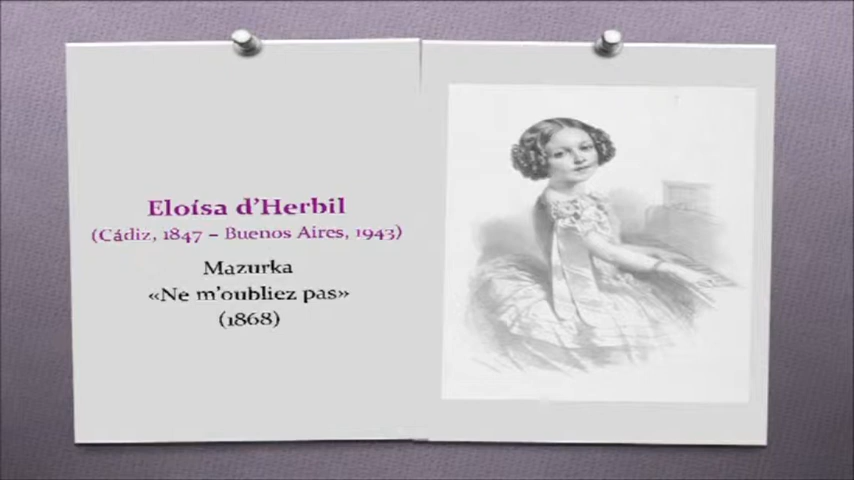 Eloísa d'Herbil
(Cádiz, 1847 – Buenos Aires, 1943)
Mazurka
«Ne m'oubliez pas»
(1868)